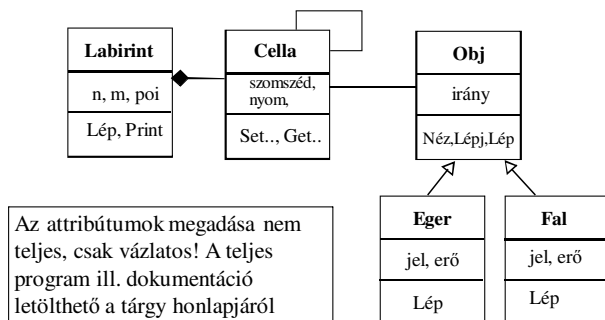 Labirint
n, m, poi
Lép, Print
Cella
szomszéd,
nyom,
Set.., Get..
Obj
irány
Néz,Lépj,Lép
Eger
jel, erő
Lép
Fal
jel, erő
Lép
Az attribútumok megadása nem
teljes, csak vázlatos! A teljes
program ill. dokumentáció
letölthető a tárgy honlapjáról